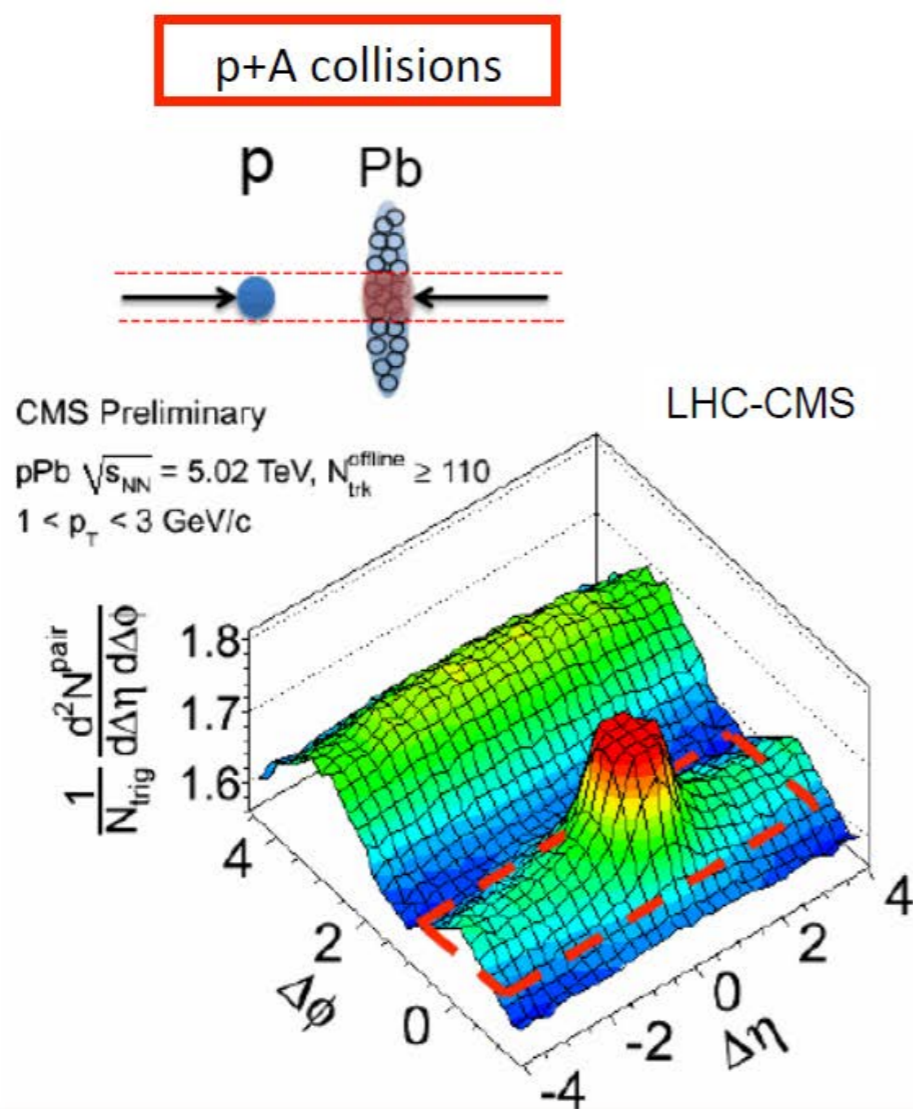 p+A collisions
p Pb
CMS Preliminary
LHC-CMS
pPb √s_NN = 5.02 TeV, N_trk^offline ≥ 110
1 < p_T < 3 GeV/c
1/N_trig d²N^pair/dΔη dΔϕ
1.8
1.7
1.6
4
2
0
Δϕ
-4
-2
0
2
4
Δη